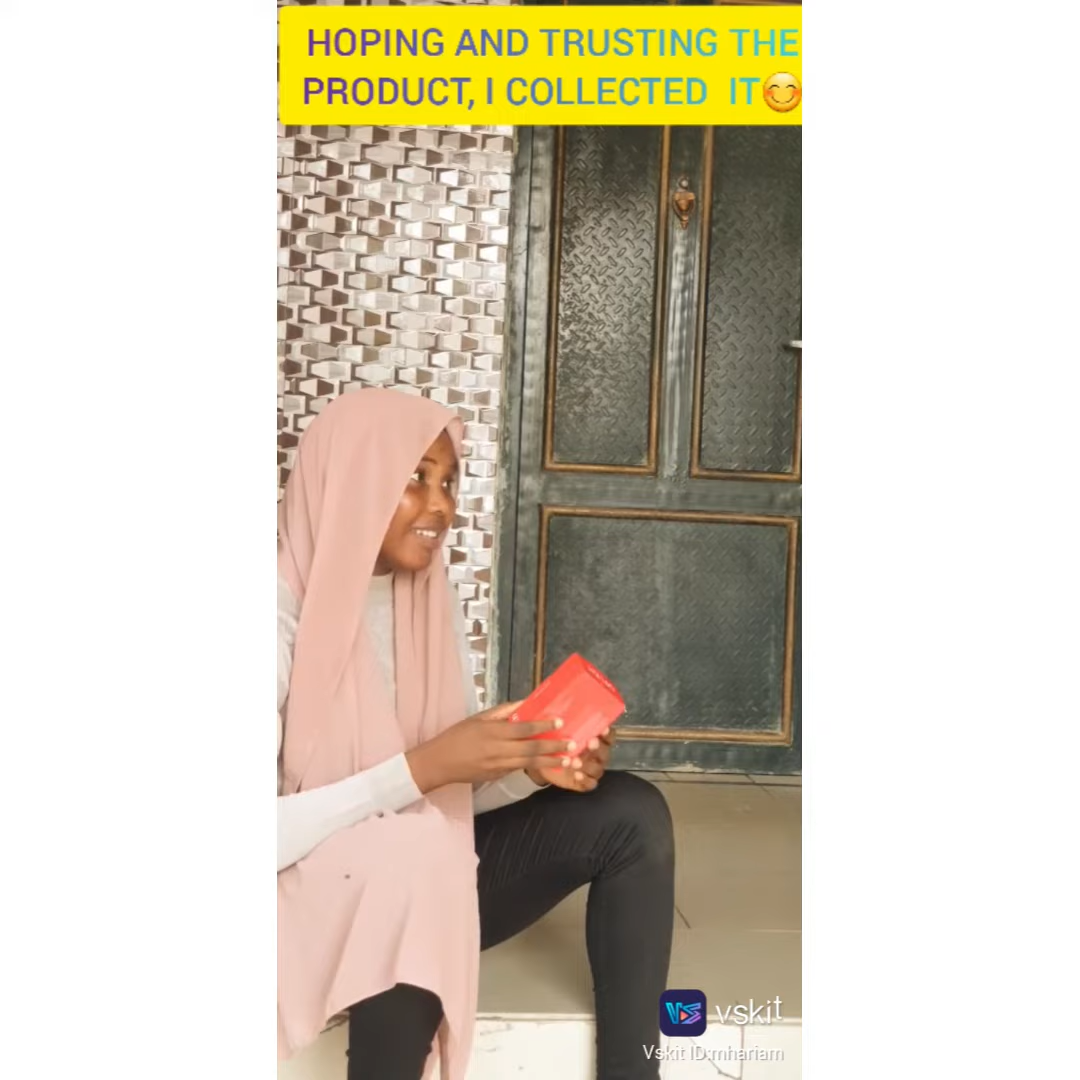 HOPING AND TRUSTING THE
PRODUCT, I COLLECTED IT😊
vskit
Vskit ID:mhariam